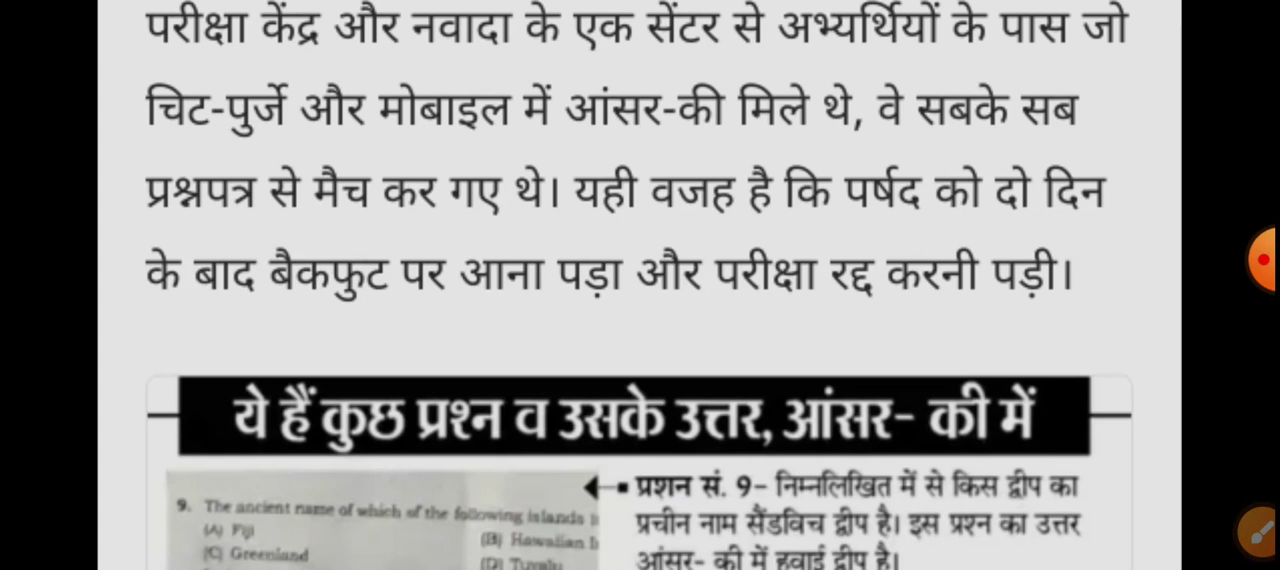 परीक्षा केंद्र और नवादा के एक सेंटर से अभ्यर्थियों के पास जो
चिट-पुर्जे और मोबाइल में आंसर-की मिले थे, वे सबके सब
प्रश्नपत्र से मैच कर गए थे। यही वजह है कि पर्षद को दो दिन
के बाद बैकफुट पर आना पड़ा और परीक्षा रद्द करनी पड़ी।
ये हैं कुछ प्रश्न व उसके उत्तर, आंसर- की में
9. The ancient name of which of the following islands
(A) Fiji
(B) Hawaiian
(C) Greenland
(D) Tuvalu
▪ प्रशन सं. 9- निम्नलिखित में से किस द्वीप का
प्रचीन नाम सैंडविच द्वीप है। इस प्रश्न का उत्तर
आंसर- की में हवाई द्वीप है।